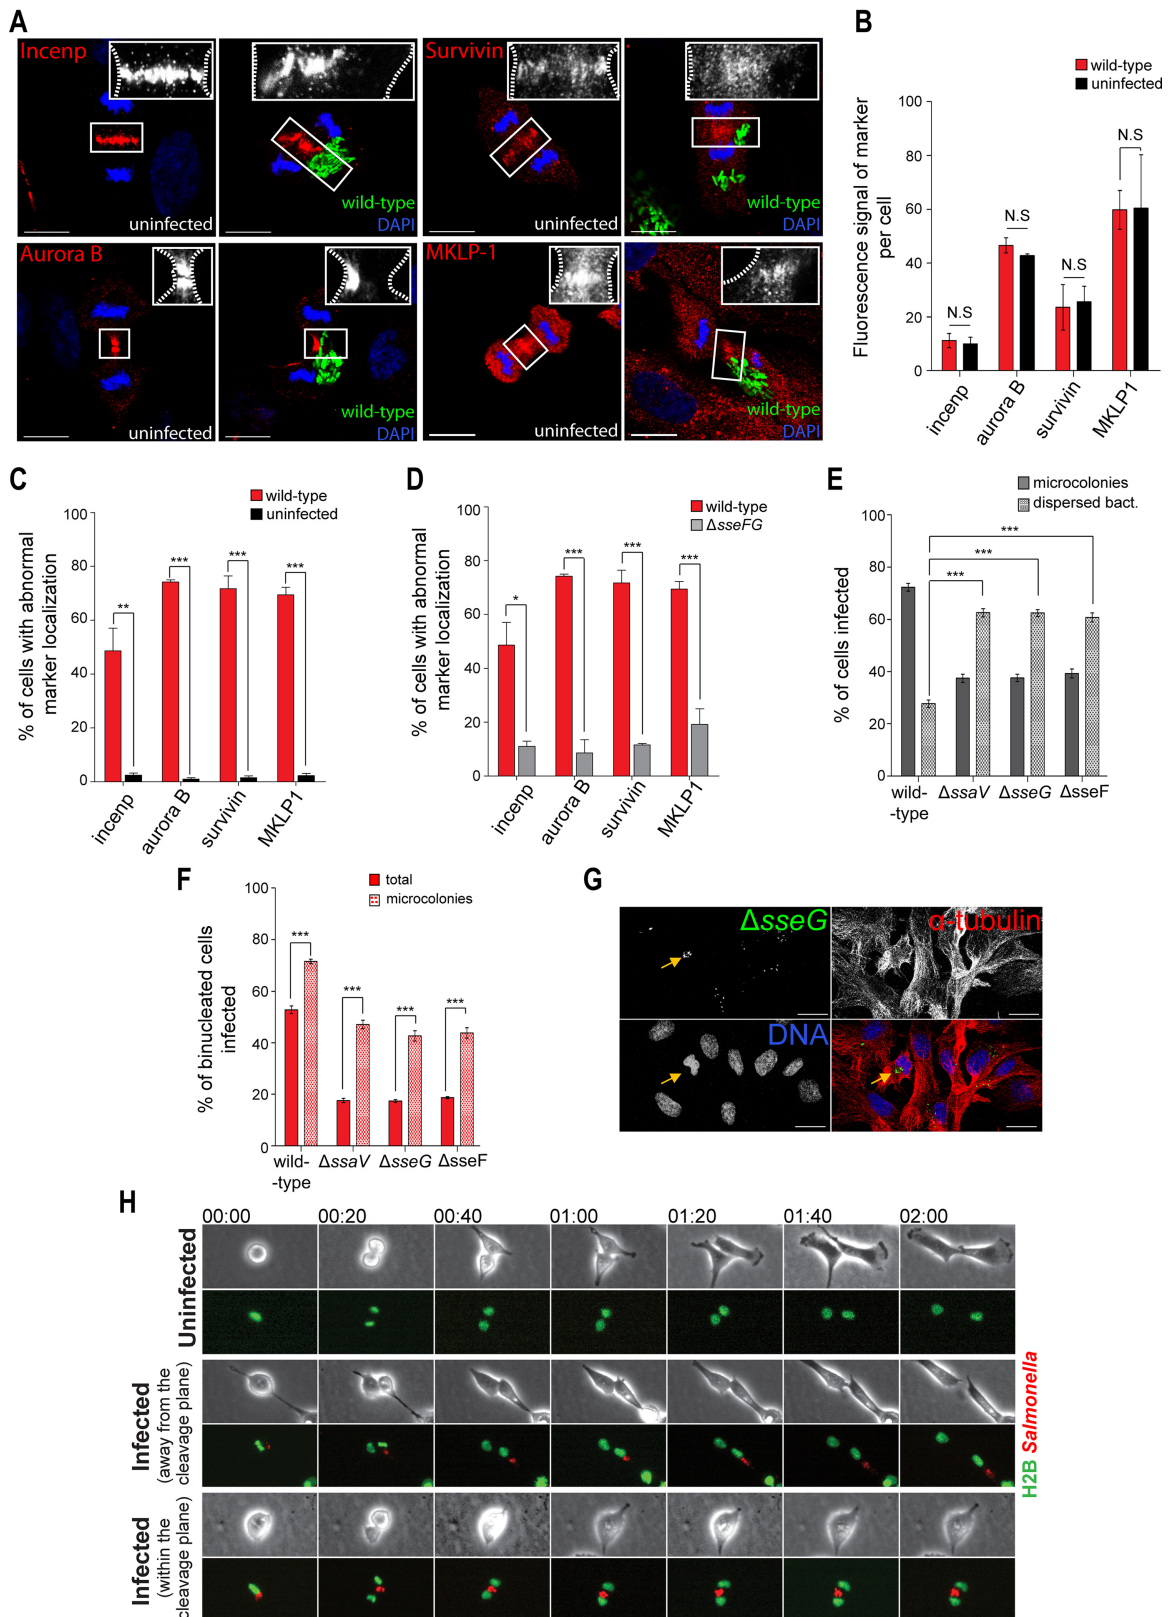 A
Incenp
uninfected
wild-type
DAPI
Survivin
uninfected
wild-type
DAPI
Aurora B
uninfected
wild-type
DAPI
MKLP-1
uninfected
wild-type
DAPI
B
wild-type
uninfected
Fluorescence signal of marker
per cell
100
80
60
40
20
0
N.S
N.S
N.S
N.S
incenp
aurora B
survivin
MKLP1
C
wild-type
uninfected
% of cells with abnormal
marker localization
100
80
60
40
20
0
**
***
***
***
incenp
aurora B
survivin
MKLP1
D
wild-type
ΔsseFG
% of cells with abnormal
marker localization
100
80
60
40
20
0
*
***
***
***
incenp
aurora B
survivin
MKLP1
E
microcolonies
dispersed bact.
% of cells infected
100
80
60
40
20
0
***
***
***
wild-
-type
ΔssaV
ΔsseG
ΔsseF
F
total
microcolonies
% of binucleated cells
infected
100
80
60
40
20
0
***
***
***
***
wild-
-type
ΔssaV
ΔsseG
ΔsseF
G
ΔsseG
α-tubulin
DNA
H
00:00 00:20 00:40 01:00 01:20 01:40 02:00
Uninfected
Infected
(away from the
cleavage plane)
Infected
(within the
cleavage plane)
H2B Salmonella